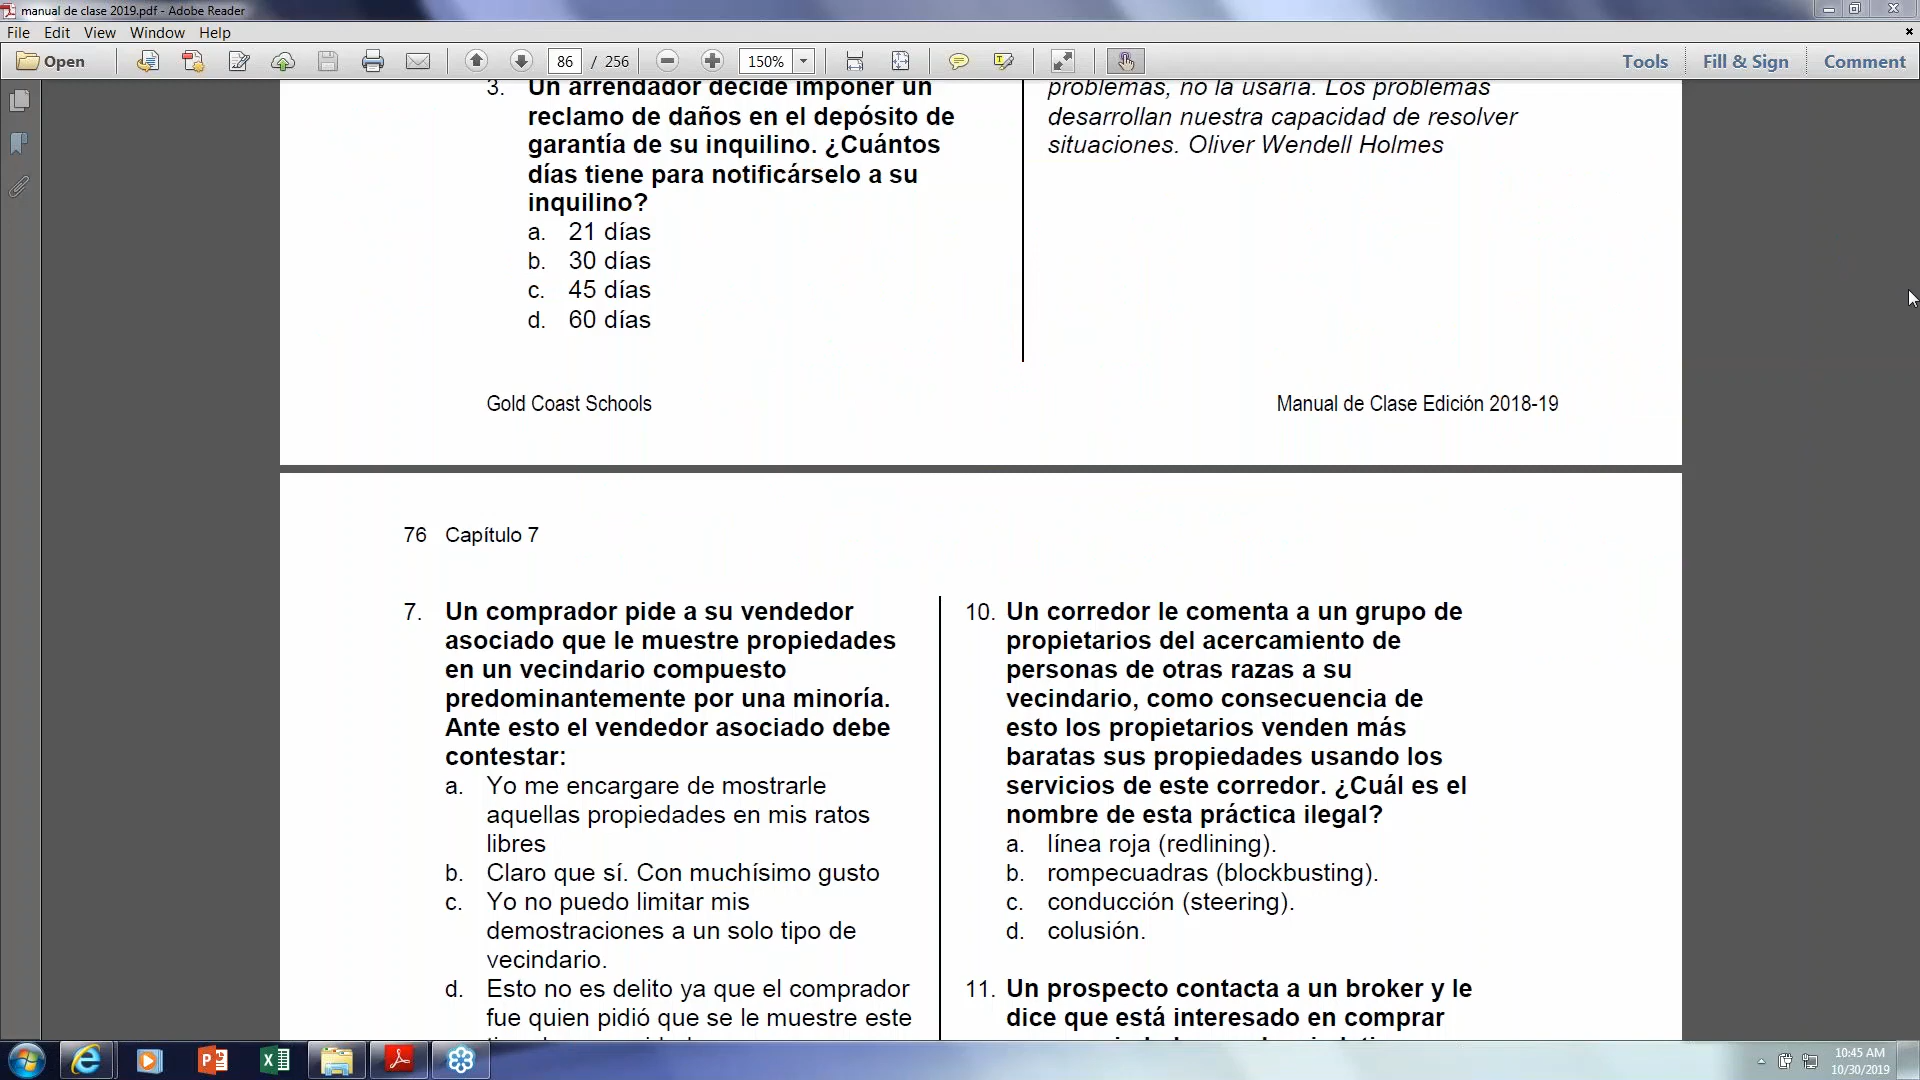 manual de clase 2019.pdf - Adobe Reader
File Edit View Window Help
Open
86 / 256
150%
Tools Fill & Sign Comment
3. Un arrendador decide imponer un
reclamo de daños en el depósito de
garantía de su inquilino. ¿Cuántos
días tiene para notificárselo a su
inquilino?
a. 21 días
b. 30 días
c. 45 días
d. 60 días
problemas, no la usaría. Los problemas
desarrollan nuestra capacidad de resolver
situaciones. Oliver Wendell Holmes
Gold Coast Schools
Manual de Clase Edición 2018-19
76 Capítulo 7
7. Un comprador pide a su vendedor
asociado que le muestre propiedades
en un vecindario compuesto
predominantemente por una minoría.
Ante esto el vendedor asociado debe
contestar:
a. Yo me encargare de mostrarle
aquellas propiedades en mis ratos
libres
b. Claro que sí. Con muchísimo gusto
c. Yo no puedo limitar mis
demostraciones a un solo tipo de
vecindario.
d. Esto no es delito ya que el comprador
fue quien pidió que se le muestre este
10. Un corredor le comenta a un grupo de
propietarios del acercamiento de
personas de otras razas a su
vecindario, como consecuencia de
esto los propietarios venden más
baratas sus propiedades usando los
servicios de este corredor. ¿Cuál es el
nombre de esta práctica ilegal?
a. línea roja (redlining).
b. rompecuadras (blockbusting).
c. conducción (steering).
d. colusión.
11. Un prospecto contacta a un broker y le
dice que está interesado en comprar
10:45 AM
10/30/2019